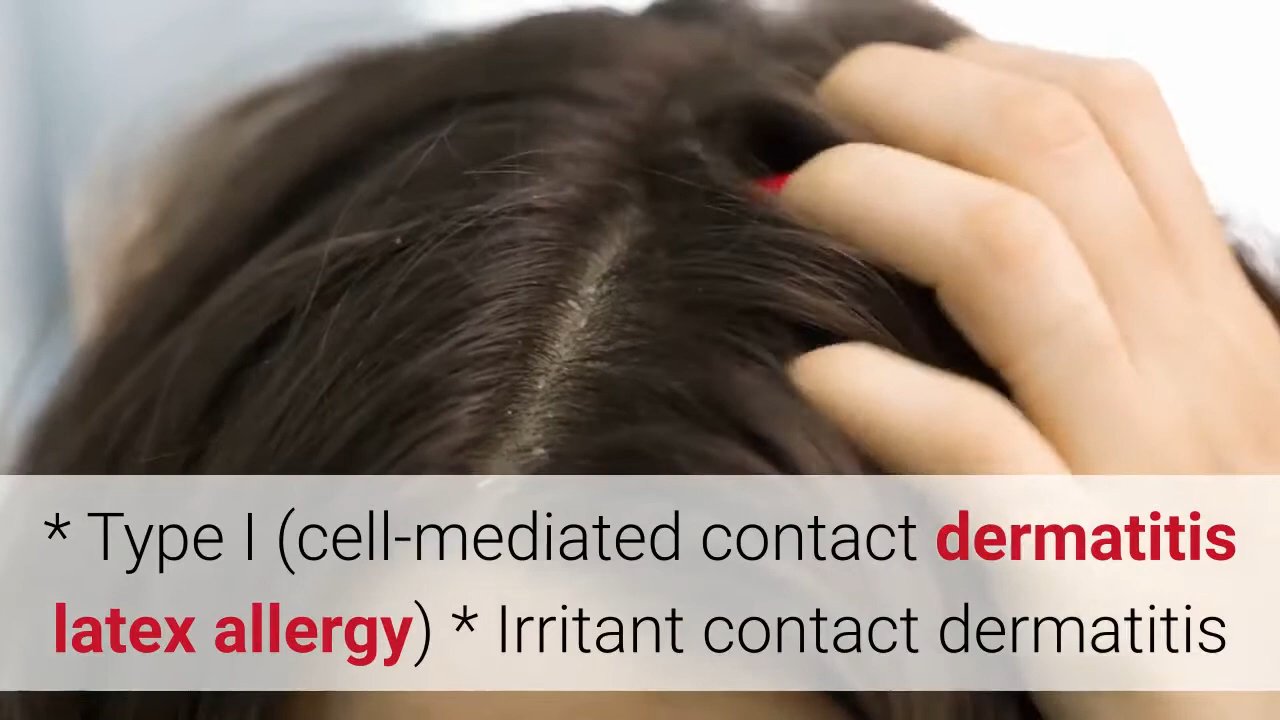 * Type I (cell-mediated contact dermatitis
latex allergy) * Irritant contact dermatitis